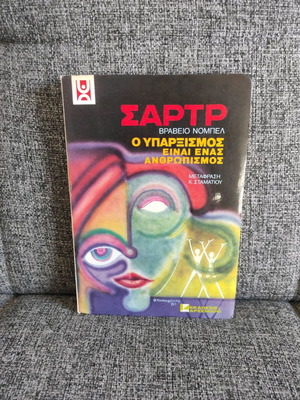 ΣΑΡΤΡ
ΒΡΑΒΕΙΟ ΝΟΜΠΕΛ
Ο ΥΠΑΡΞΙΣΜΟΣ
ΕΙΝΑΙ ΕΝΑΣ
ΑΝΘΡΩΠΙΣΜΟΣ
ΜΕΤΑΦΡΑΣΗ
Κ. ΣΤΑΜΑΤΙΟΥ